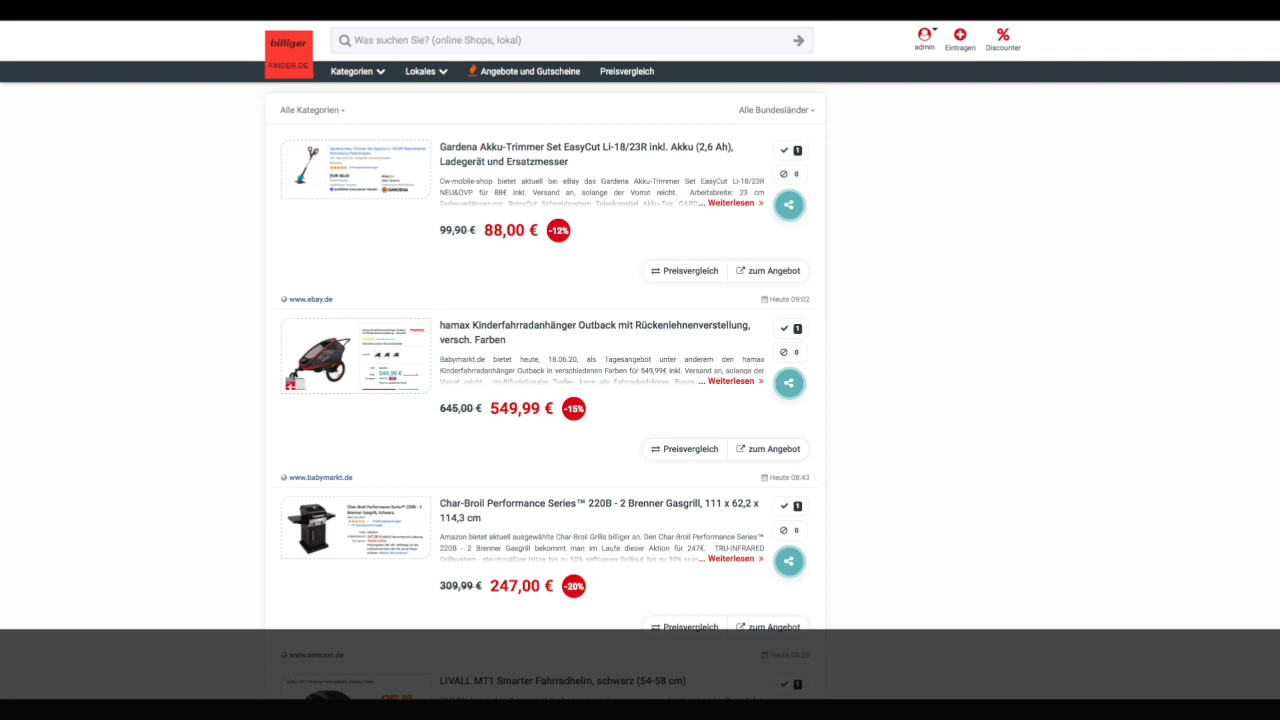 billiger
FINDER.DE
Was suchen Sie? (online Shops, lokal)
admin
Eintragen
Discounter
Kategorien
Lokales
Angebote und Gutscheine
Preisvergleich
Alle Kategorien
Alle Bundesländer
Gardena Akku-Trimmer Set EasyCut Li-18/23R inkl. Akku (2,6 Ah),
Ladegerät und Ersatzmesser
Cw-mobile-shop bietet aktuell bei eBay das Gardena Akku-Trimmer Set EasyCut Li-18/23R
NEU&OVP für 88€ inkl. Versand an, solange der Vorrat reicht. Arbeitsbreite: 23 cm
... Weiterlesen »
1
0
99,90 € 88,00 € -12%
Preisvergleich
zum Angebot
www.ebay.de
Heute 09:02
hamax Kinderfahrradanhänger Outback mit Rückenlehnenverstellung,
versch. Farben
Babymarkt.de bietet heute, 18.06.20, als Tagesangebot unter anderem den hamax
Kinderfahrradanhänger Outback in verschiedenen Farben für 549,99€ inkl. Versand an, solange der
Vorrat reicht. multifunktionaler Trailer- kann als Fahrradanhänger, ... Weiterlesen »
1
0
645,00 € 549,99 € -15%
Preisvergleich
zum Angebot
www.babymarkt.de
Heute 08:43
Char-Broil Performance Series™ 220B - 2 Brenner Gasgrill, 111 x 62,2 x
114,3 cm
Amazon bietet aktuell ausgewählte Char-Broil Grills billiger an. Den Char-Broil Performance Series™
220B - 2 Brenner Gasgrill bekommt man im Laufe dieser Aktion für 247€. TRU-INFRARED
... Weiterlesen »
1
0
309,99 € 247,00 € -20%
Preisvergleich
zum Angebot
www.amazon.de
Heute 08:28
LIVALL MT1 Smarter Fahrradhelm, schwarz (54-58 cm)
1